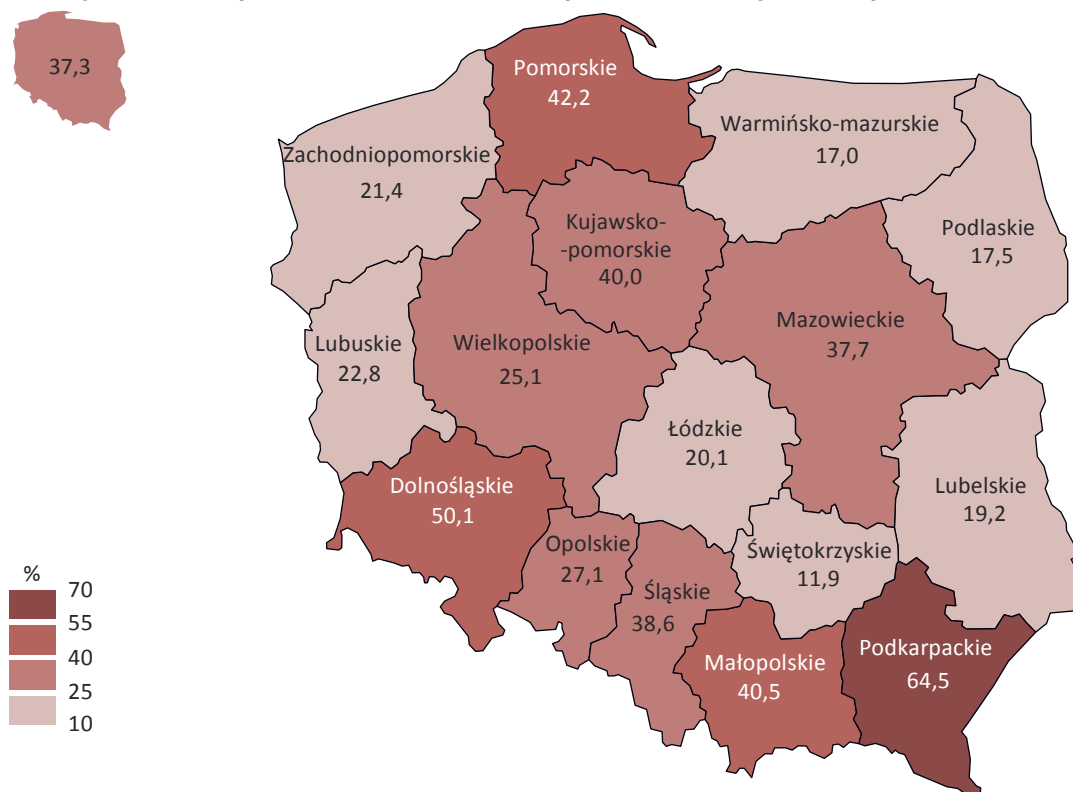 37,3
Pomorskie
42,2
Warmińsko-mazurskie
17,0
Zachodniopomorskie
21,4
Kujawsko-
-pomorskie
40,0
Podlaskie
17,5
Mazowieckie
37,7
Lubuskie
22,8
Wielkopolskie
25,1
Łódzkie
20,1
Dolnośląskie
50,1
Lubelskie
19,2
Opolskie
27,1
Świętokrzyskie
11,9
Śląskie
38,6
Małopolskie
40,5
Podkarpackie
64,5
%
70
55
40
25
10